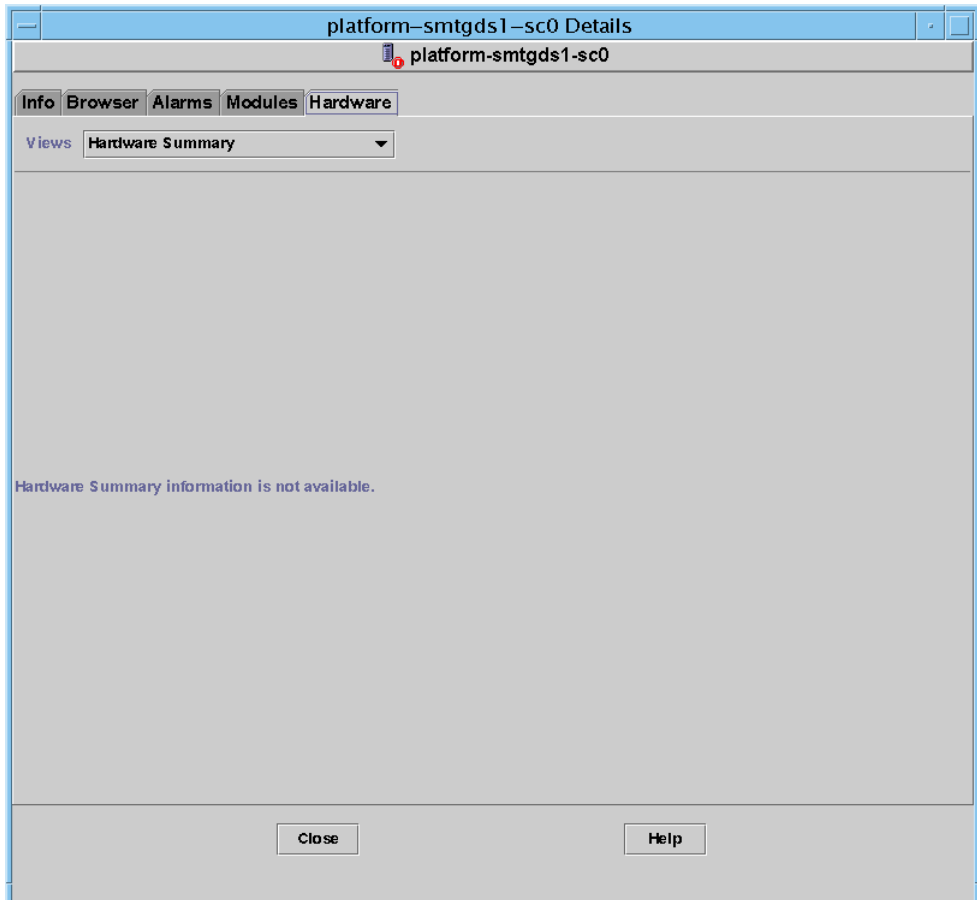 platform–smtgds1–sc0 Details
platform-smtgds1-sc0
Info Browser Alarms Modules Hardware
Views Hardware Summary
Hardware Summary information is not available.
Close Help